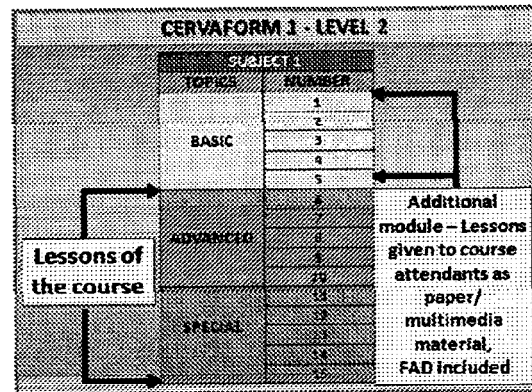 CERVAFORM 1 - LEVEL 2
SUBJECT 1
TOPICS NUMBER
BASIC
1
2
3
4
5
ADVANCED
6
7
8
9
10
SPECIAL
11
12
13
14
15
Lessons of
the course
Additional
module – Lessons
given to course
attendants as
paper/
multimedia
material,
FAD included